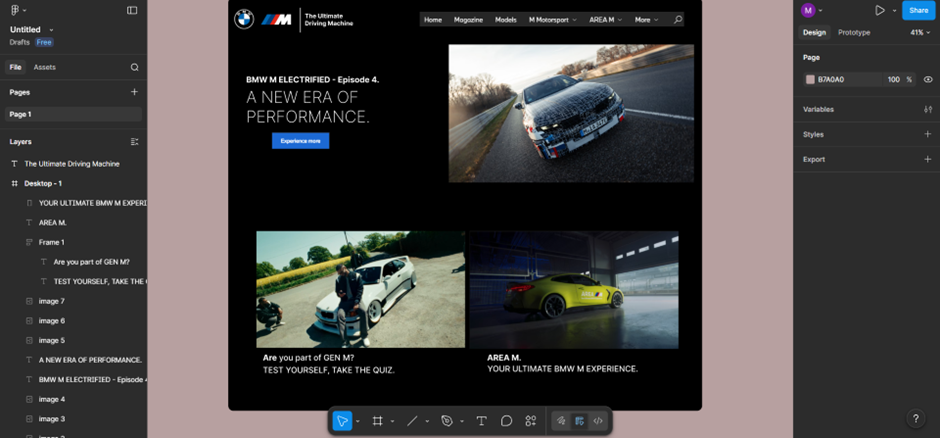 Untitled
Drafts Free
File Assets
Pages
Page 1
Layers
The Ultimate Driving Machine
Desktop - 1
YOUR ULTIMATE BMW M EXPERI
AREA M.
Frame 1
Are you part of GEN M?
TEST YOURSELF, TAKE THE
image 7
image 6
image 5
A NEW ERA OF PERFORMANCE.
BMW M ELECTRIFIED - Episode 4
image 4
image 3
BMW
M
The Ultimate
Driving Machine
Home Magazine Models M Motorsport AREA M More
BMW M ELECTRIFIED - Episode 4.
A NEW ERA OF
PERFORMANCE.
Experience more
AREA M
Are you part of GEN M?
TEST YOURSELF, TAKE THE QUIZ.
AREA M.
YOUR ULTIMATE BMW M EXPERIENCE.
M
Share
Design Prototype 41%
Page
B7A0A0 100 %
Variables
Styles
Export
?